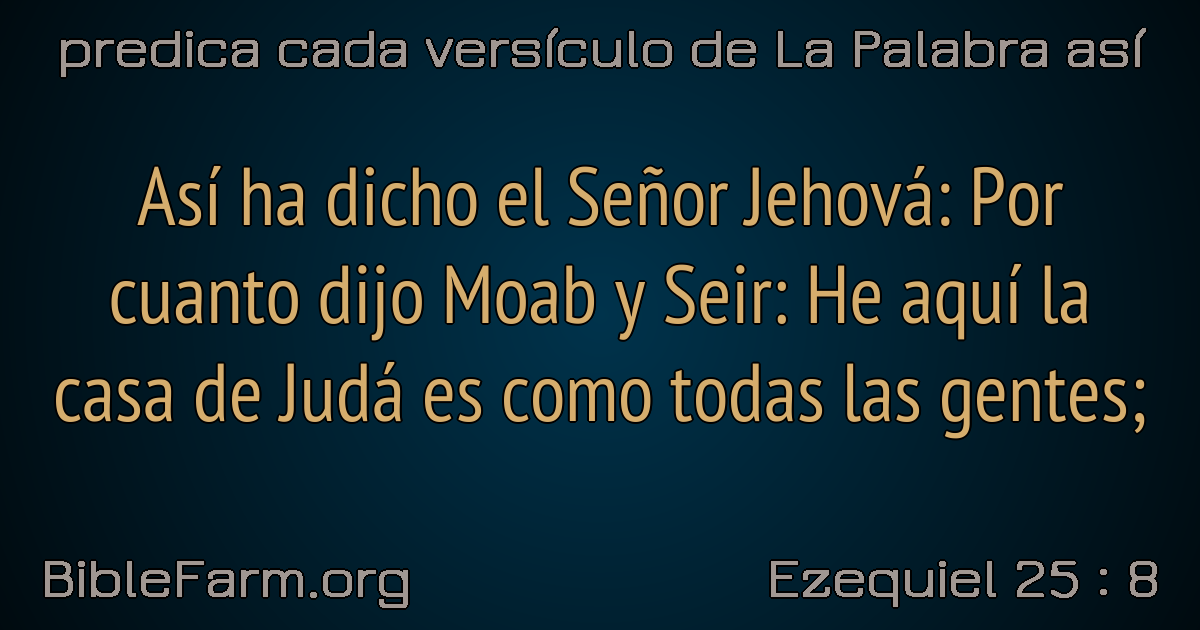 predica cada versículo de La Palabra así
Así ha dicho el Señor Jehová: Por
cuanto dijo Moab y Seir: He aquí la
casa de Judá es como todas las gentes;
BibleFarm.org
Ezequiel 25 : 8